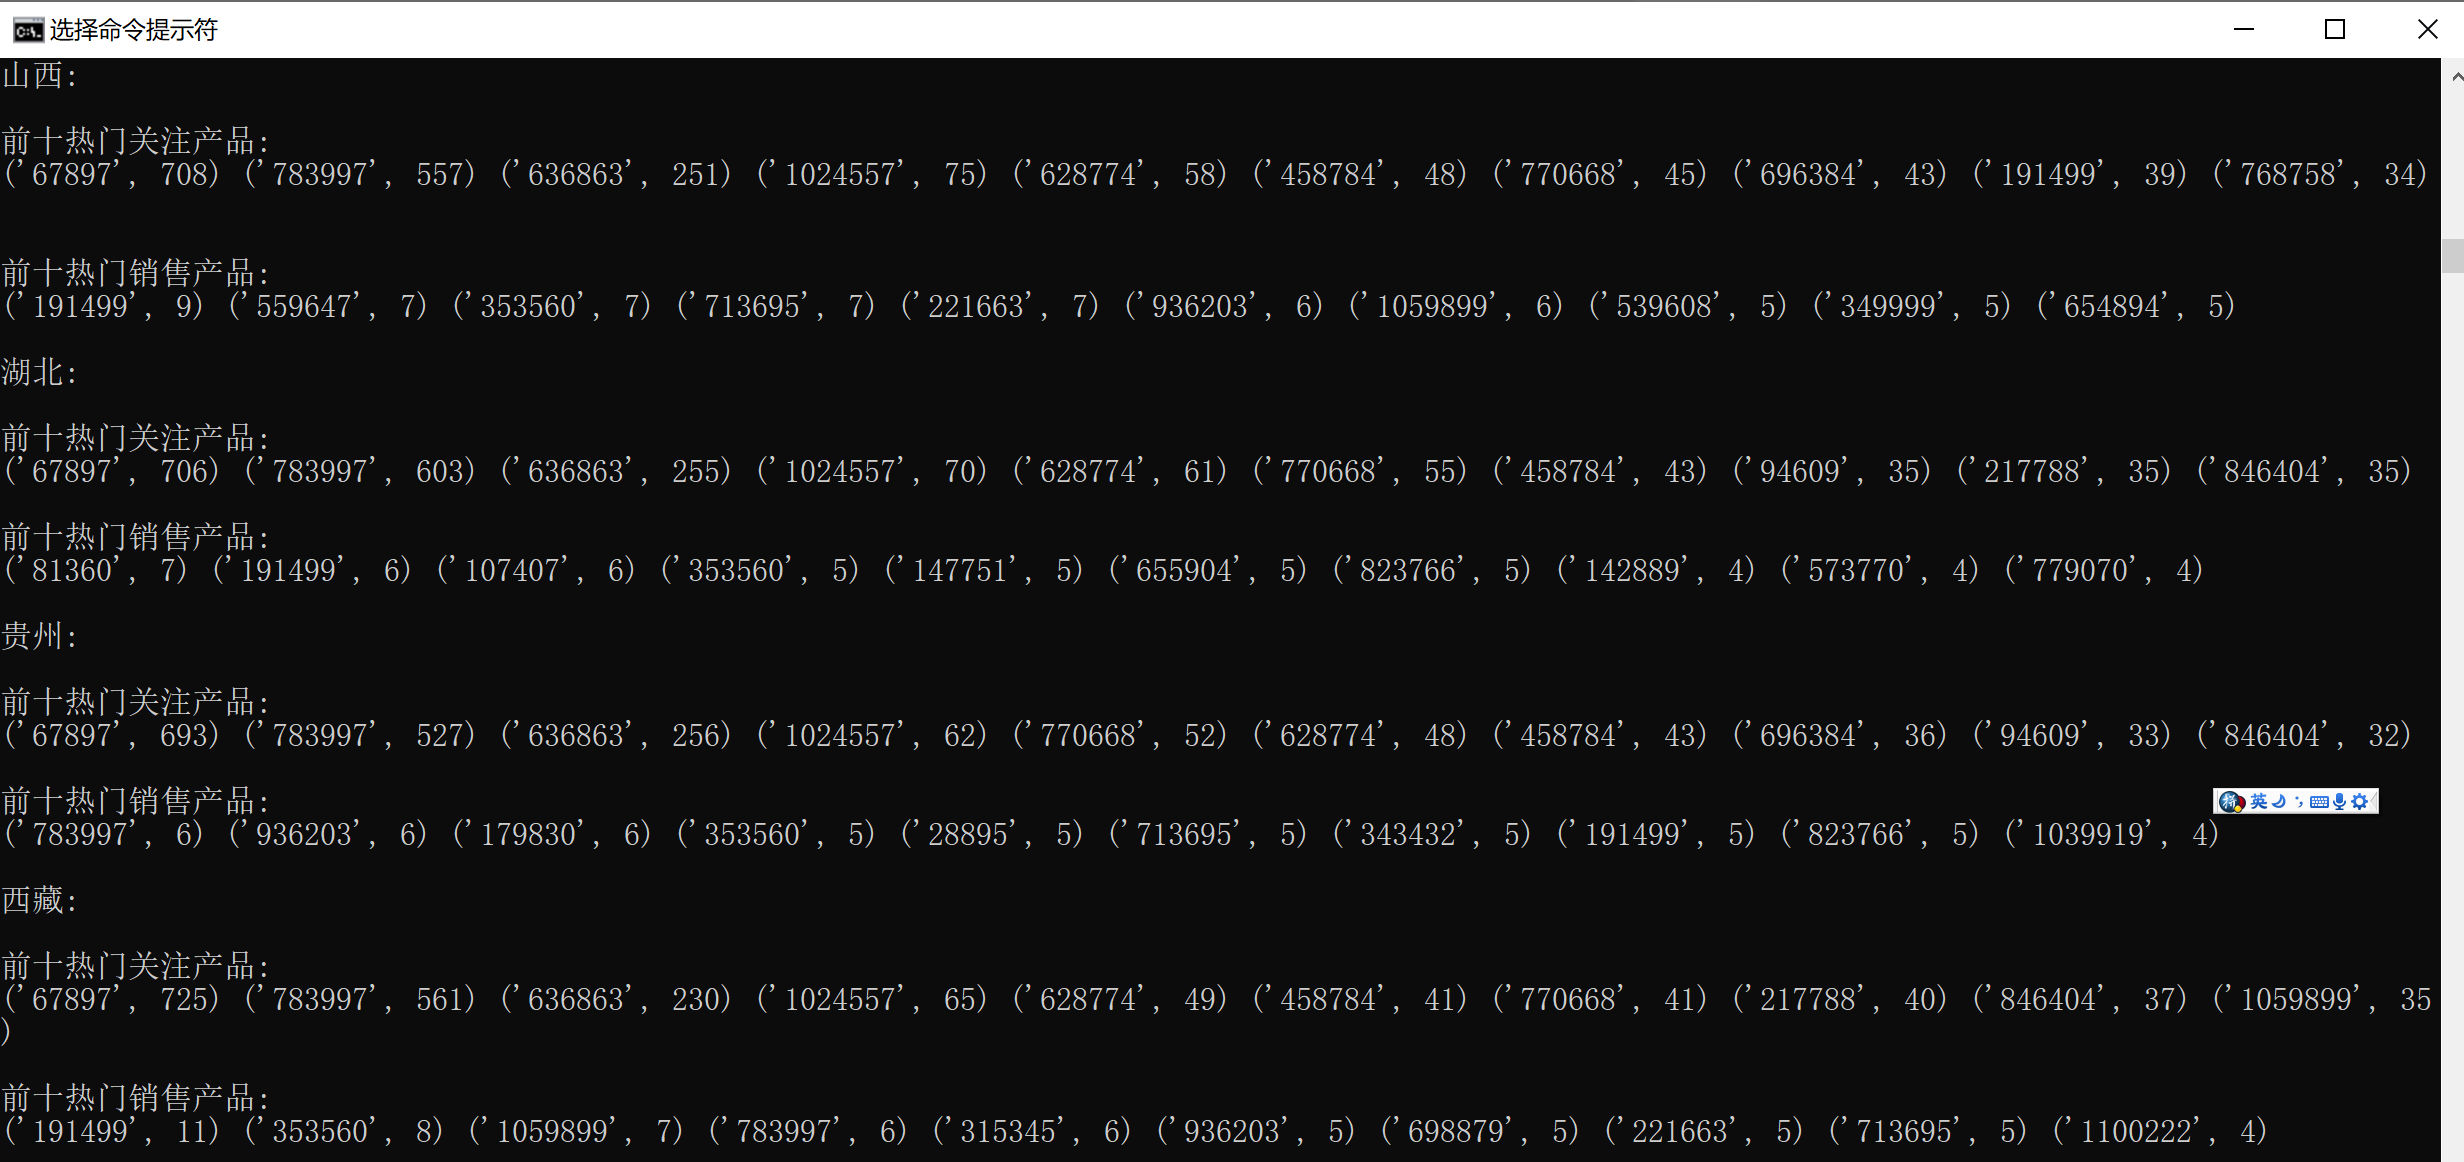 选择命令提示符
山西:
前十热门关注产品:
('67897', 708) ('783997', 557) ('636863', 251) ('1024557', 75) ('628774', 58) ('458784', 48) ('770668', 45) ('696384', 43) ('191499', 39) ('768758', 34)
前十热门销售产品:
('191499', 9) ('559647', 7) ('353560', 7) ('713695', 7) ('221663', 7) ('936203', 6) ('1059899', 6) ('539608', 5) ('349999', 5) ('654894', 5)
湖北:
前十热门关注产品:
('67897', 706) ('783997', 603) ('636863', 255) ('1024557', 70) ('628774', 61) ('770668', 55) ('458784', 43) ('94609', 35) ('217788', 35) ('846404', 35)
前十热门销售产品:
('81360', 7) ('191499', 6) ('107407', 6) ('353560', 5) ('147751', 5) ('655904', 5) ('823766', 5) ('142889', 4) ('573770', 4) ('779070', 4)
贵州:
前十热门关注产品:
('67897', 693) ('783997', 527) ('636863', 256) ('1024557', 62) ('770668', 52) ('628774', 48) ('458784', 43) ('696384', 36) ('94609', 33) ('846404', 32)
英
前十热门销售产品:
('783997', 6) ('936203', 6) ('179830', 6) ('353560', 5) ('28895', 5) ('713695', 5) ('343432', 5) ('191499', 5) ('823766', 5) ('1039919', 4)
西藏:
前十热门关注产品:
('67897', 725) ('783997', 561) ('636863', 230) ('1024557', 65) ('628774', 49) ('458784', 41) ('770668', 41) ('217788', 40) ('846404', 37) ('1059899', 35
)
前十热门销售产品:
('191499', 11) ('353560', 8) ('1059899', 7) ('783997', 6) ('315345', 6) ('936203', 5) ('698879', 5) ('221663', 5) ('713695', 5) ('1100222', 4)